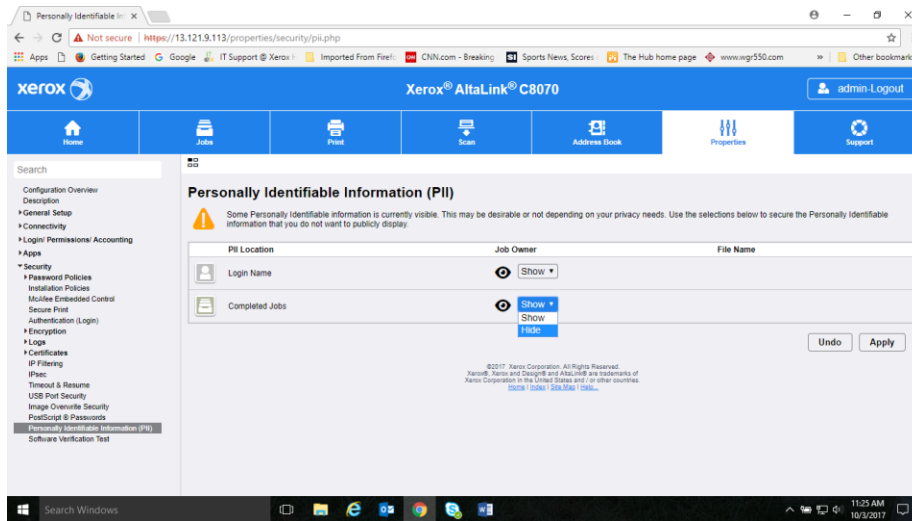 Personally Identifiable In
Not secure | https://13.121.9.113/properties/security/pii.php
Apps Getting Started Google IT Support @ Xerox Imported From Firef CNN.com - Breaking Sports News, Scores The Hub home page www.wgr550.com » Other bookmark
xerox Xerox® AltaLink® C8070 admin-Logout
Home Jobs Print Scan Address Book Properties Support
Search
Configuration Overview
Description
General Setup
Connectivity
Login/ Permissions/ Accounting
Apps
Security
Password Policies
Installation Policies
McAfee Embedded Control
Secure Print
Authentication (Login)
Encryption
Logs
Certificates
IP Filtering
IPsec
Timeout & Resume
USB Port Security
Image Overwrite Security
PostScript ® Passwords
Personally Identifiable Information (PII)
Software Verification Test
Personally Identifiable Information (PII)
Some Personally Identifiable information is currently visible. This may be desirable or not depending on your privacy needs. Use the selections below to secure the Personally Identifiable
information that you do not want to publicly display.
PII Location Job Owner File Name
Login Name Show
Completed Jobs Show
Show
Hide
Undo Apply
©2017 Xerox Corporation. All Rights Reserved.
Xerox®, Xerox and Design® and AltaLink® are trademarks of
Xerox Corporation in the United States and / or other countries.
Home | Index | Site Map | Help...
Search Windows
11:25 AM
10/3/2017